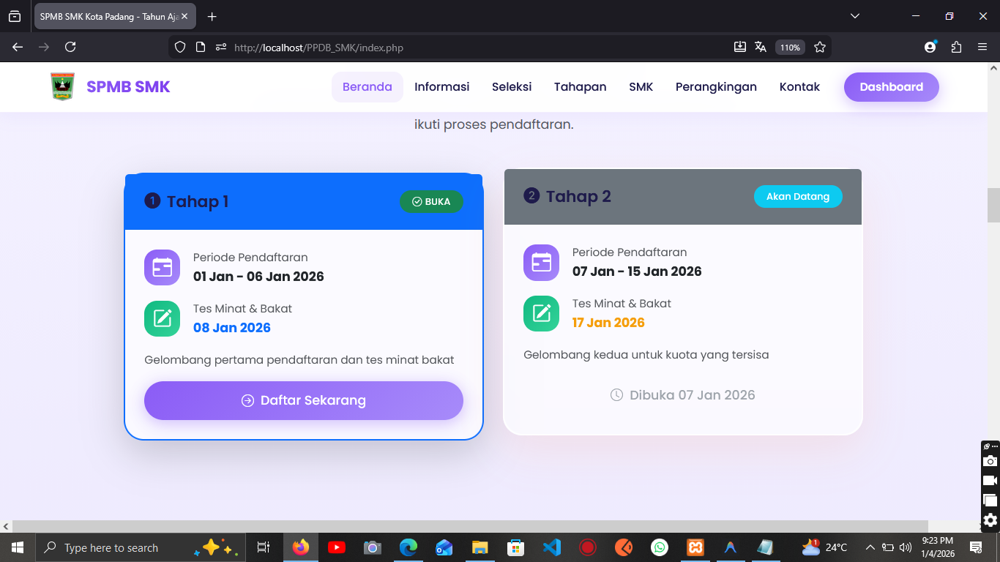 SPMB SMK Kota Padang - Tahun Aja
http://localhost/PPDB_SMK/index.php
110%
SPMB SMK
Beranda
Informasi
Seleksi
Tahapan
SMK
Perangkingan
Kontak
Dashboard
ikuti proses pendaftaran.
1 Tahap 1
BUKA
Periode Pendaftaran
01 Jan - 06 Jan 2026
Tes Minat & Bakat
08 Jan 2026
Gelombang pertama pendaftaran dan tes minat bakat
Daftar Sekarang
2 Tahap 2
Akan Datang
Periode Pendaftaran
07 Jan - 15 Jan 2026
Tes Minat & Bakat
17 Jan 2026
Gelombang kedua untuk kuota yang tersisa
Dibuka 07 Jan 2026
Type here to search
1
24°C
9:23 PM
1/4/2026